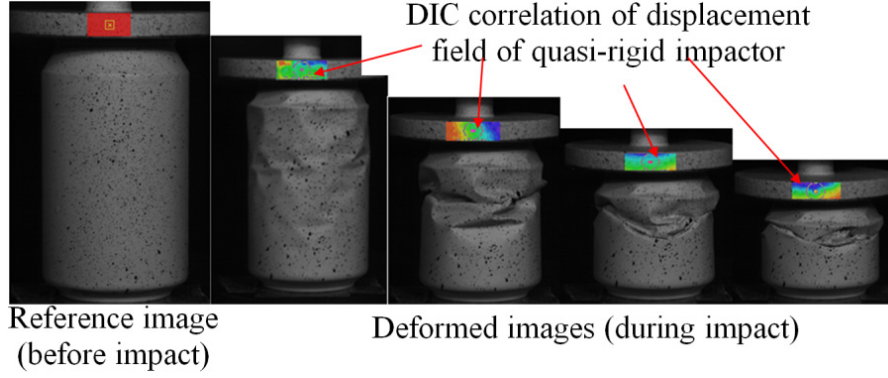 DIC correlation of displacement
field of quasi-rigid impactor
Reference image
(before impact)
Deformed images (during impact)